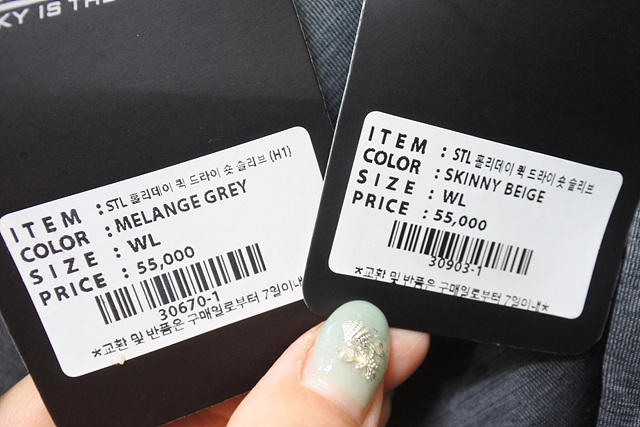 KY IS THE
ITEM : STL 홀리데이 퀵 드라이 숏 슬리브 (H1)
COLOR : MELANGE GREY
SIZE : WL
PRICE : 55,000
30670-1
*교환 및 반품은 구매일로부터 7일이내
ITEM : STL 홀리데이 퀵 드라이 숏 슬리브
COLOR : SKINNY BEIGE
SIZE : WL
PRICE : 55,000
30903-1
*교환 및 반품은 구매일로부터 7일이내*